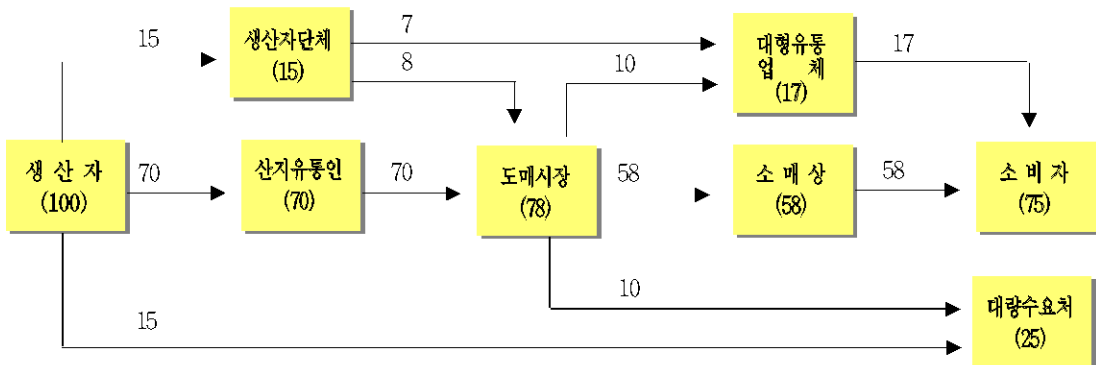 15
생산자단체
(15)
7
8
10
대형유통
업 체
(17)
17
생 산 자
(100)
70
산지유통인
(70)
70
도매시장
(78)
58
소 매 상
(58)
58
소 비 자
(75)
10
15
대량수요처
(25)